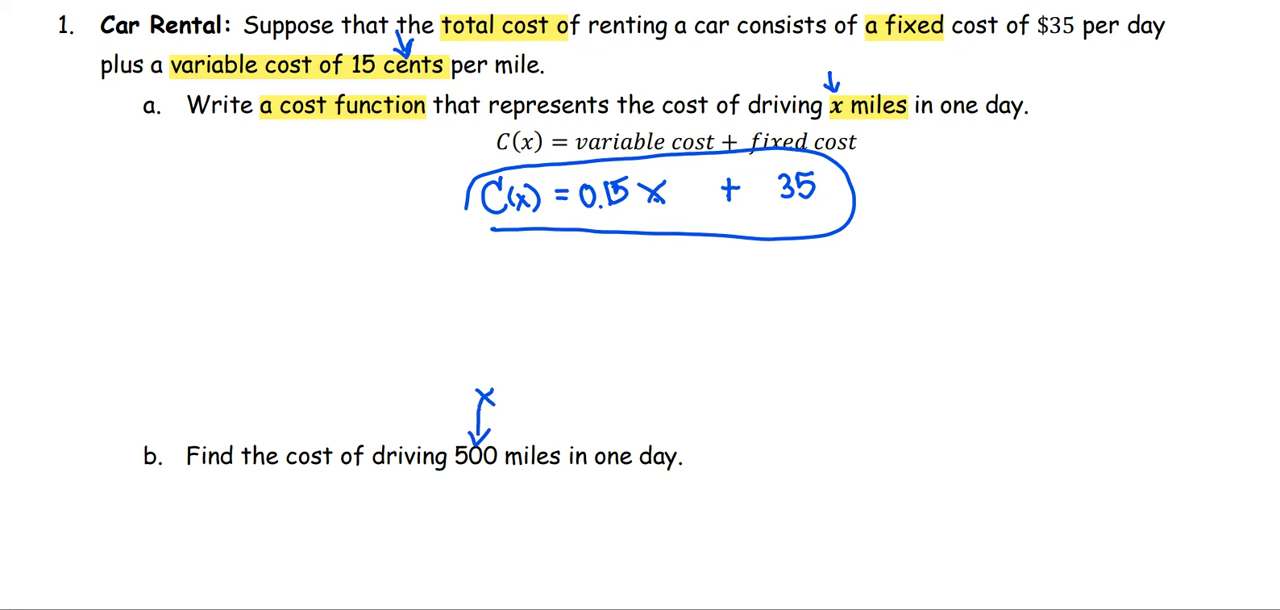 1. Car Rental: Suppose that the total cost of renting a car consists of a fixed cost of $35 per day
plus a variable cost of 15 cents per mile.
a. Write a cost function that represents the cost of driving x miles in one day.
C(x) = variable cost + fixed cost
C(x) = 0.15 x + 35
x
b. Find the cost of driving 500 miles in one day.